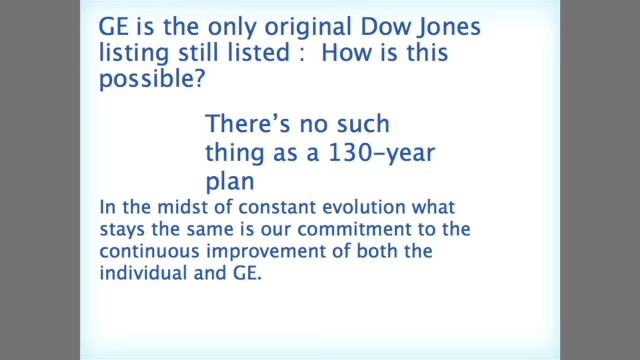 GE is the only original Dow Jones
listing still listed :  How is this
possible?
There's no such
thing as a 130-year
plan
In the midst of constant evolution what
stays the same is our commitment to the
continuous improvement of both the
individual and GE.